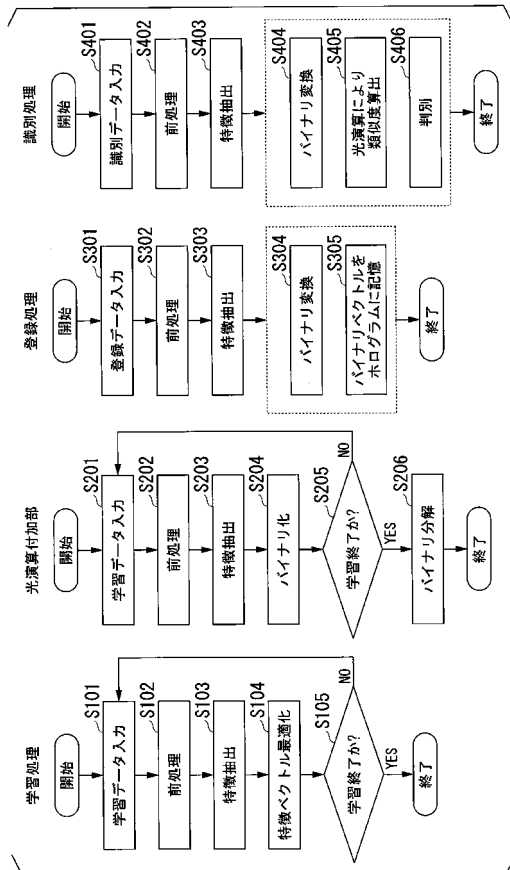 学習処理
開始
S101
学習データ入力
S102
前処理
S103
特徴抽出
S104
特徴ベクトル最適化
S105
学習終了か?
NO
YES
終了
光演算付加部
開始
S201
学習データ入力
S202
前処理
S203
特徴抽出
S204
バイナリ化
S205
学習終了か?
NO
YES
S206
バイナリ分解
終了
登録処理
開始
S301
登録データ入力
S302
前処理
S303
特徴抽出
S304
バイナリ変換
S305
バイナリベクトルを
ホログラムに記憶
終了
識別処理
開始
S401
識別データ入力
S402
前処理
S403
特徴抽出
S404
バイナリ変換
S405
光演算により
類似度算出
S406
判別
終了